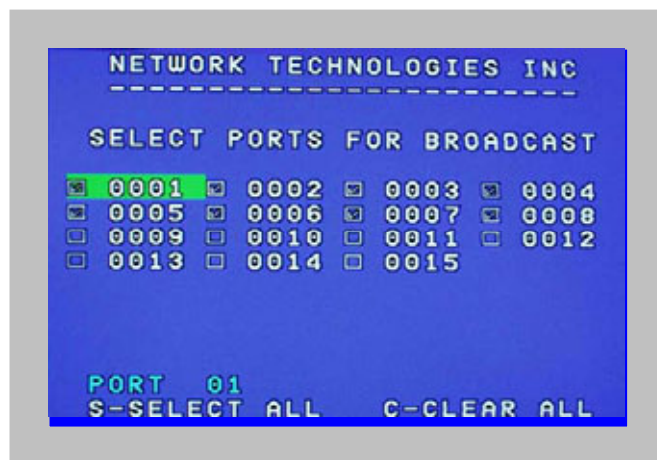 NETWORK TECHNOLOGIES INC
------------------------
SELECT PORTS FOR BROADCAST
0001 0002 0003 0004
0005 0006 0007 0008
0009 0010 0011 0012
0013 0014 0015
PORT 01
S-SELECT ALL C-CLEAR ALL